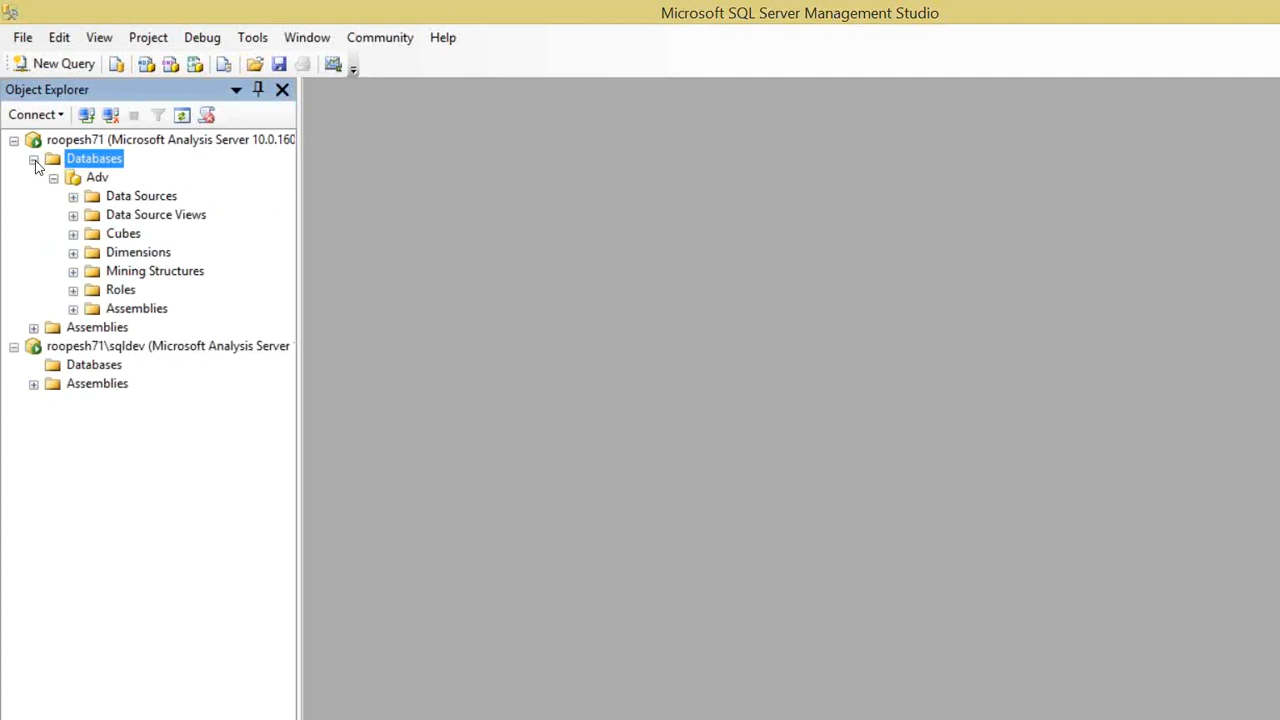 Microsoft SQL Server Management Studio
File Edit View Project Debug Tools Window Community Help
New Query
Object Explorer
Connect
roopesh71 (Microsoft Analysis Server 10.0.160
Databases
Adv
Data Sources
Data Source Views
Cubes
Dimensions
Mining Structures
Roles
Assemblies
Assemblies
roopesh71\sqldev (Microsoft Analysis Server
Databases
Assemblies